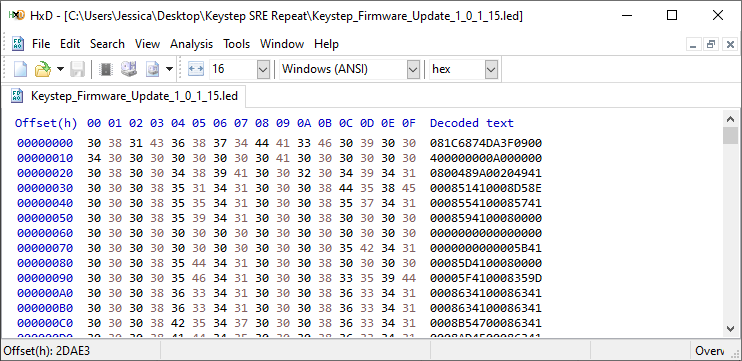 HxD - [C:\Users\Jessica\Desktop\Keystep SRE Repeat\Keystep_Firmware_Update_1_0_1_15.led]
File Edit Search View Analysis Tools Window Help
16 Windows (ANSI) hex
Keystep_Firmware_Update_1_0_1_15.led
Offset(h) 00 01 02 03 04 05 06 07 08 09 0A 0B 0C 0D 0E 0F Decoded text
00000000 30 38 31 43 36 38 37 34 44 41 33 46 30 39 30 30 081C6874DA3F0900
00000010 34 30 30 30 30 30 30 30 30 41 30 30 30 30 30 30 400000000A000000
00000020 30 38 30 30 34 38 39 41 30 30 32 30 34 39 34 31 0800489A00204941
00000030 30 30 30 38 35 31 34 31 30 30 30 38 44 35 38 45 000851410008D58E
00000040 30 30 30 38 35 35 34 31 30 30 30 38 35 37 34 31 0008554100085741
00000050 30 30 30 38 35 39 34 31 30 30 30 38 30 30 30 30 0008594100080000
00000060 30 30 30 30 30 30 30 30 30 30 30 30 30 30 30 30 0000000000000000
00000070 30 30 30 30 30 30 30 30 30 30 30 30 35 42 34 31 0000000000005B41
00000080 30 30 30 38 35 44 34 31 30 30 30 38 30 30 30 30 00085D4100080000
00000090 30 30 30 30 35 46 34 31 30 30 30 38 33 35 39 44 00005F410008359D
000000A0 30 30 30 38 36 33 34 31 30 30 30 38 36 33 34 31 0008634100086341
000000B0 30 30 30 38 36 33 34 31 30 30 30 38 36 33 34 31 0008634100086341
000000C0 30 30 30 38 42 35 34 37 30 30 30 38 36 33 34 31 0008B54700086341
Offset(h): 2DAE3